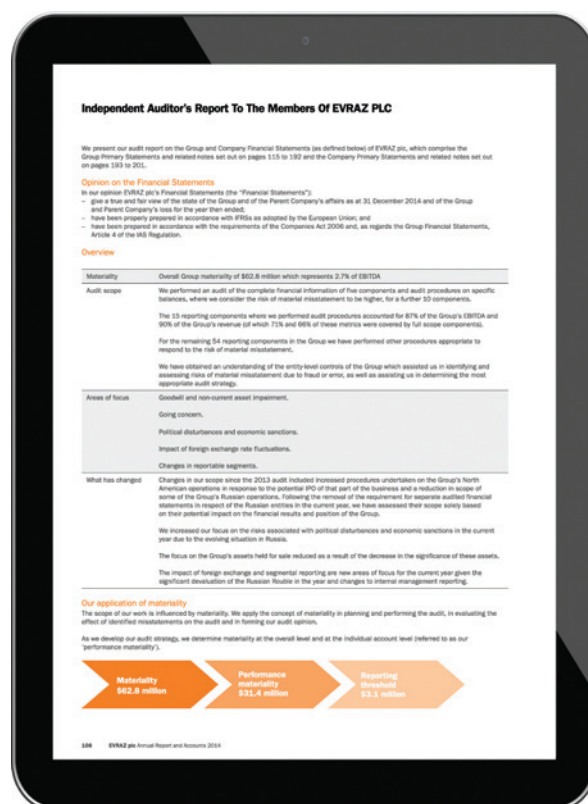 Independent Auditor's Report To The Members Of EVRAZ PLC
We present our audit report on the Group and Company Financial Statements (as defined below) of EVRAZ plc, which comprise the
Group Primary Statements and related notes set out on pages 115 to 192 and the Company Primary Statements and related notes set out
on pages 193 to 201.
Opinion on the Financial Statements
In our opinion EVRAZ plc's Financial Statements (the "Financial Statements"):
– give a true and fair view of the state of the Group and of the Parent Company's affairs as at 31 December 2014 and of the Group
and Parent Company's loss for the year then ended;
– have been properly prepared in accordance with IFRSs as adopted by the European Union; and
– have been prepared in accordance with the requirements of the Companies Act 2006 and, as regards the Group Financial Statements,
Article 4 of the IAS Regulation.
Overview
Materiality Overall Group materiality of $62.8 million which represents 2.7% of EBITDA
Audit scope We performed an audit of the complete financial information of five components and audit procedures on specific
balances, where we consider the risk of material misstatement to be higher, for a further 10 components.
The 15 reporting components where we performed audit procedures accounted for 87% of the Group's EBITDA and
90% of the Group's revenue (of which 71% and 66% of these metrics were covered by full scope components).
For the remaining 54 reporting components in the Group we have performed other procedures appropriate to
respond to the risk of material misstatement.
We have obtained an understanding of the entity-level controls of the Group which assisted us in identifying and
assessing risks of material misstatement due to fraud or error, as well as assisting us in determining the most
appropriate audit strategy.
Areas of focus Goodwill and non-current asset impairment.
Going concern.
Political disturbances and economic sanctions.
Impact of foreign exchange rate fluctuations.
Changes in reportable segments.
What has changed Changes in our scope since the 2013 audit included increased procedures undertaken on the Group's North
American operations in response to the potential IPO of that part of the business and a reduction in scope of
some of the Group's Russian operations. Following the removal of the requirement for separate audited financial
statements in respect of the Russian entities in the current year, we have assessed their scope solely based
on their potential impact on the financial results and position of the Group.
We increased our focus on the risks associated with political disturbances and economic sanctions in the current
year due to the evolving situation in Russia.
The focus on the Group's assets held for sale reduced as a result of the decrease in the significance of these assets.
The impact of foreign exchange and segmental reporting are new areas of focus for the current year given the
significant devaluation of the Russian Rouble in the year and changes to internal management reporting.
Our application of materiality
The scope of our work is influenced by materiality. We apply the concept of materiality in planning and performing the audit, in evaluating the
effect of identified misstatements on the audit and in forming our audit opinion.
As we develop our audit strategy, we determine materiality at the overall level and at the individual account level (referred to as our
'performance materiality').
Materiality
$62.8 million
Performance
materiality
$31.4 million
Reporting
threshold
$3.1 million
106 EVRAZ plc Annual Report and Accounts 2014